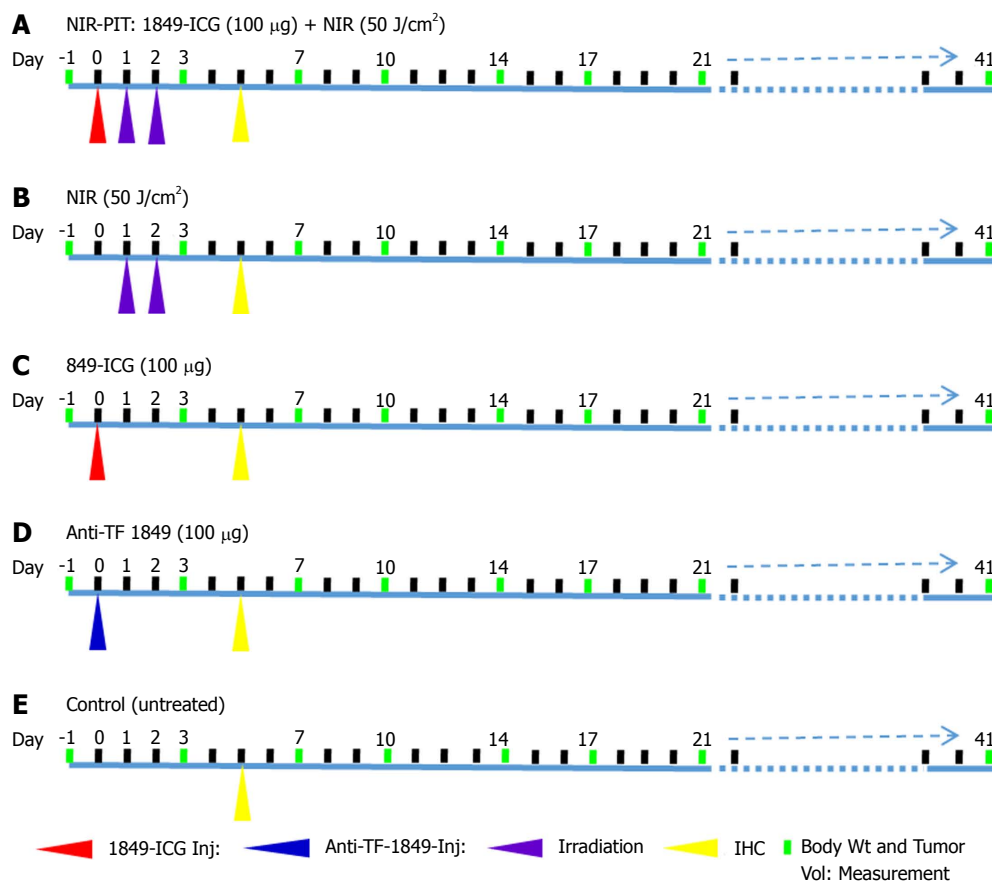 A NIR-PIT: 1849-ICG (100 μg) + NIR (50 J/cm²)
Day -1 0 1 2 3 7 10 14 17 21 41
B NIR (50 J/cm²)
Day -1 0 1 2 3 7 10 14 17 21 41
C 849-ICG (100 μg)
Day -1 0 1 2 3 7 10 14 17 21 41
D Anti-TF 1849 (100 μg)
Day -1 0 1 2 3 7 10 14 17 21 41
E Control (untreated)
Day -1 0 1 2 3 7 10 14 17 21 41
1849-ICG Inj: Anti-TF-1849-Inj: Irradiation IHC Body Wt and Tumor
Vol: Measurement